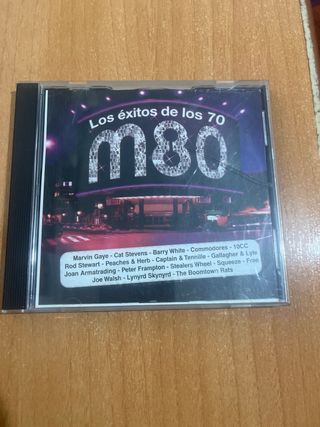 Los éxitos de los 70
m80
Marvin Gaye - Cat Stevens - Barry White - Commodores - 10CC
Rod Stewart - Peaches & Herb - Captain & Tennille - Gallagher & Lyle
Joan Armatrading - Peter Frampton - Stealers Wheel - Squeeze - Free
Joe Walsh - Lynyrd Skynyrd - The Boomtown Rats